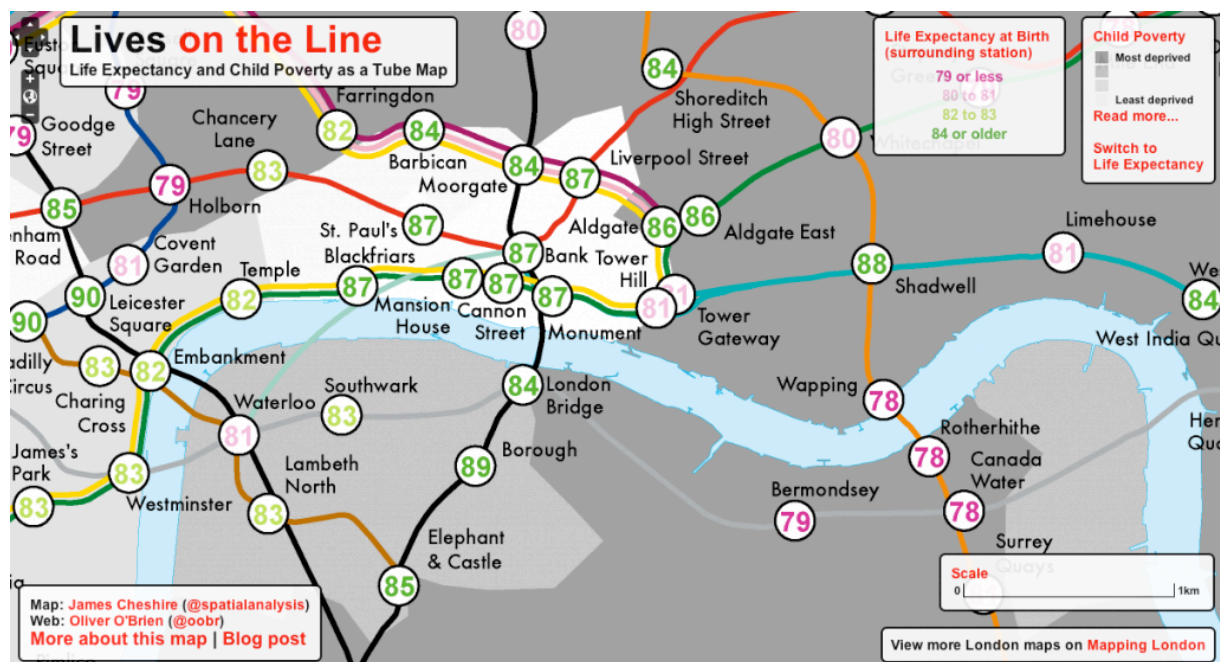 Lives on the Line
Life Expectancy and Child Poverty as a Tube Map
Life Expectancy at Birth
(surrounding station)
79 or less
80 to 81
82 to 83
84 or older
Child Poverty
Most deprived
Least deprived
Read more...
Switch to
Life Expectancy
80
84
79
79
Goodge
Street
Chancery
Lane
Farringdon
82
84
Barbican
Moorgate
84
Shoreditch
High Street
80
Whitechapel
Liverpool Street
87
83
79
Holborn
85
Road
Covent
Garden
81
St. Paul's
87
Blackfriars
87
Bank
Tower
Hill
Aldgate
86
86
Aldgate East
Limehouse
81
88
Shadwell
84
West India
90
Leicester
Square
90
Circus
Temple
82
87
Mansion
House
87
Cannon
Street
87
87
Monument
81
81
Tower
Gateway
83
Charing
Cross
82
Embankment
Waterloo
81
Southwark
83
84
London
Bridge
Wapping
78
Rotherhithe
78
Canada
Water
78
Bermondsey
79
Surrey
Quays
James's
Park
83
83
Westminster
Lambeth
North
83
89
Borough
Elephant
& Castle
85
Scale
0
1km
Map: James Cheshire (@spatialanalysis)
Web: Oliver O'Brien (@oobr)
More about this map | Blog post
View more London maps on Mapping London